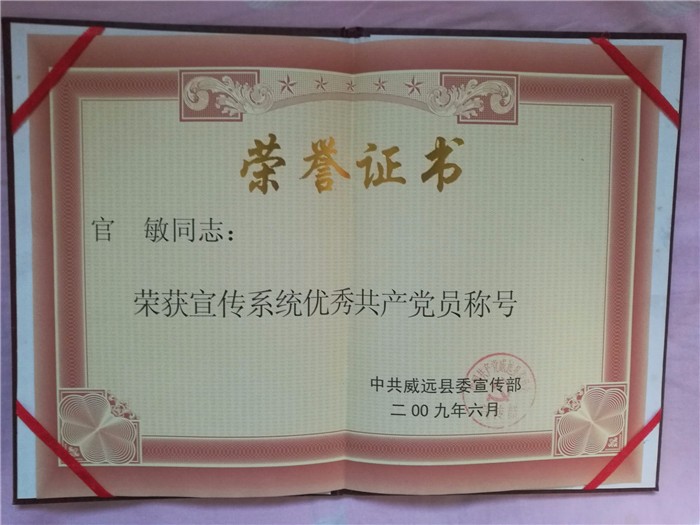 荣誉证书
官 敏同志：
荣获宣传系统优秀共产党员称号
中共威远县委宣传部
二00九年六月